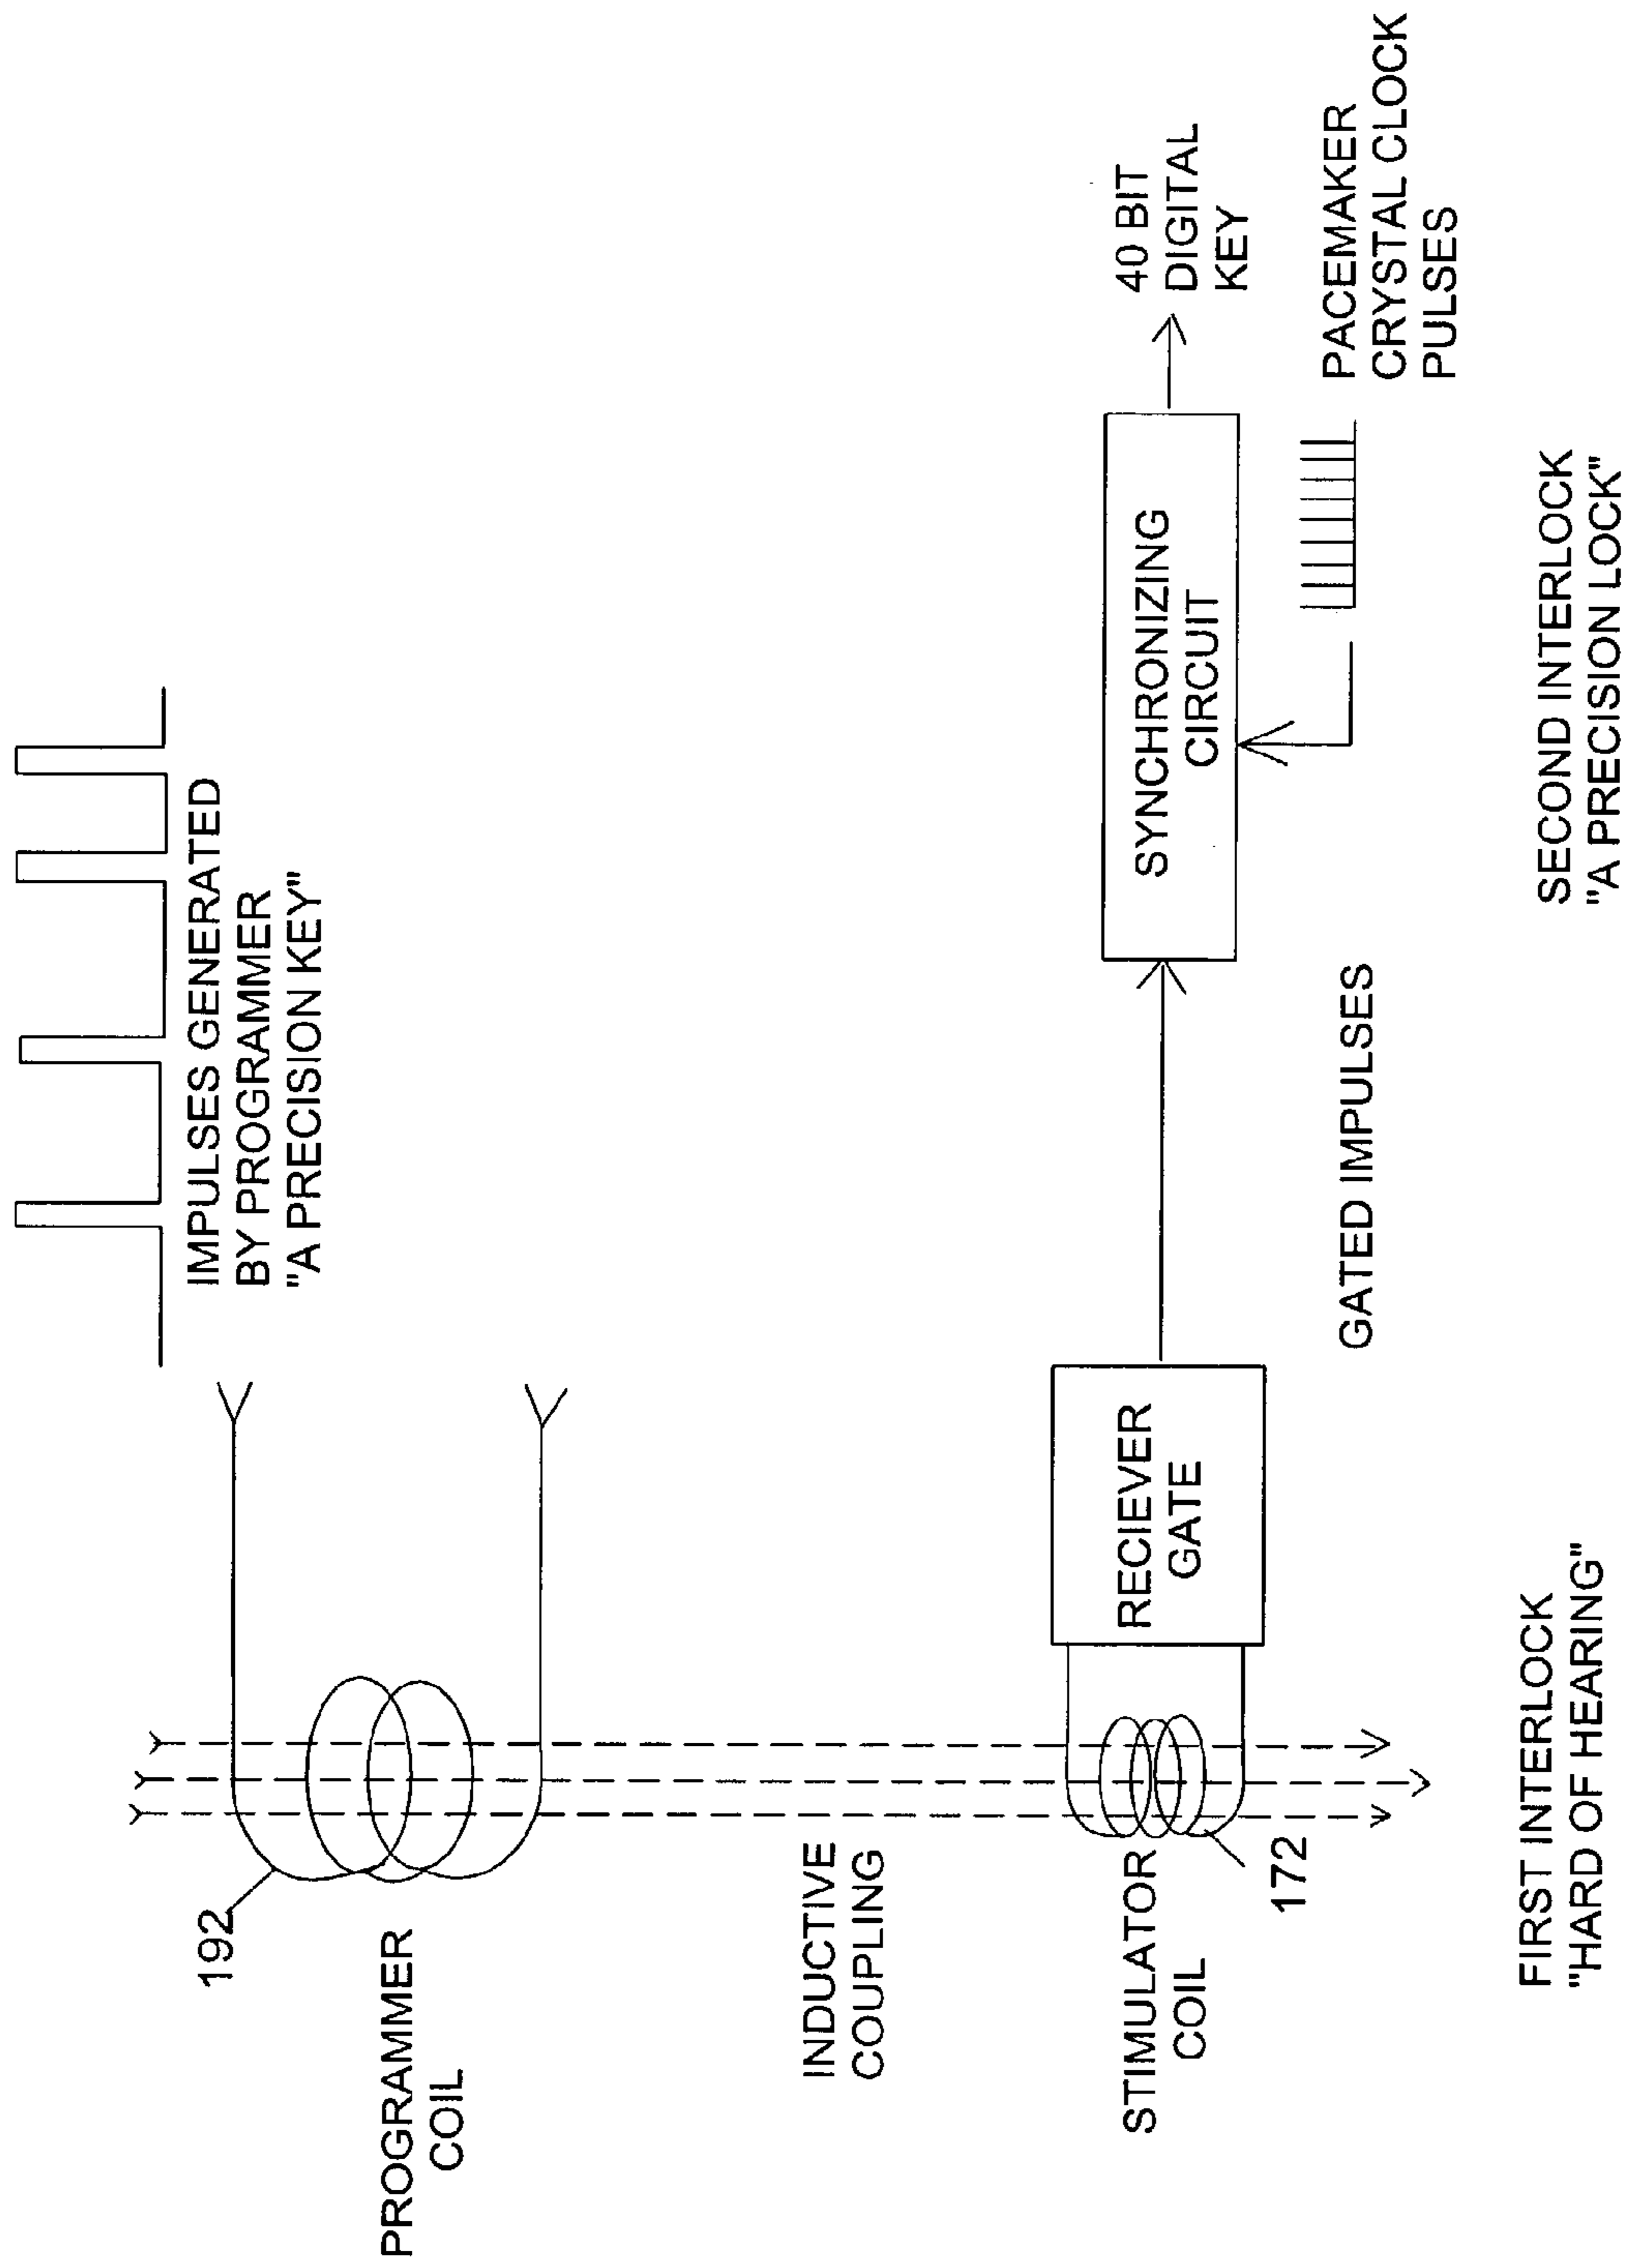 IMPULSES GENERATED
BY PROGRAMMER
"A PRECISION KEY"
192
PROGRAMMER
COIL
INDUCTIVE
COUPLING
STIMULATOR
COIL
172
RECIEVER
GATE
GATED IMPULSES
SYNCHRONIZING
CIRCUIT
40 BIT
DIGITAL
KEY
PACEMAKER
CRYSTAL CLOCK
PULSES
FIRST INTERLOCK
"HARD OF HEARING"
SECOND INTERLOCK
"A PRECISION LOCK"